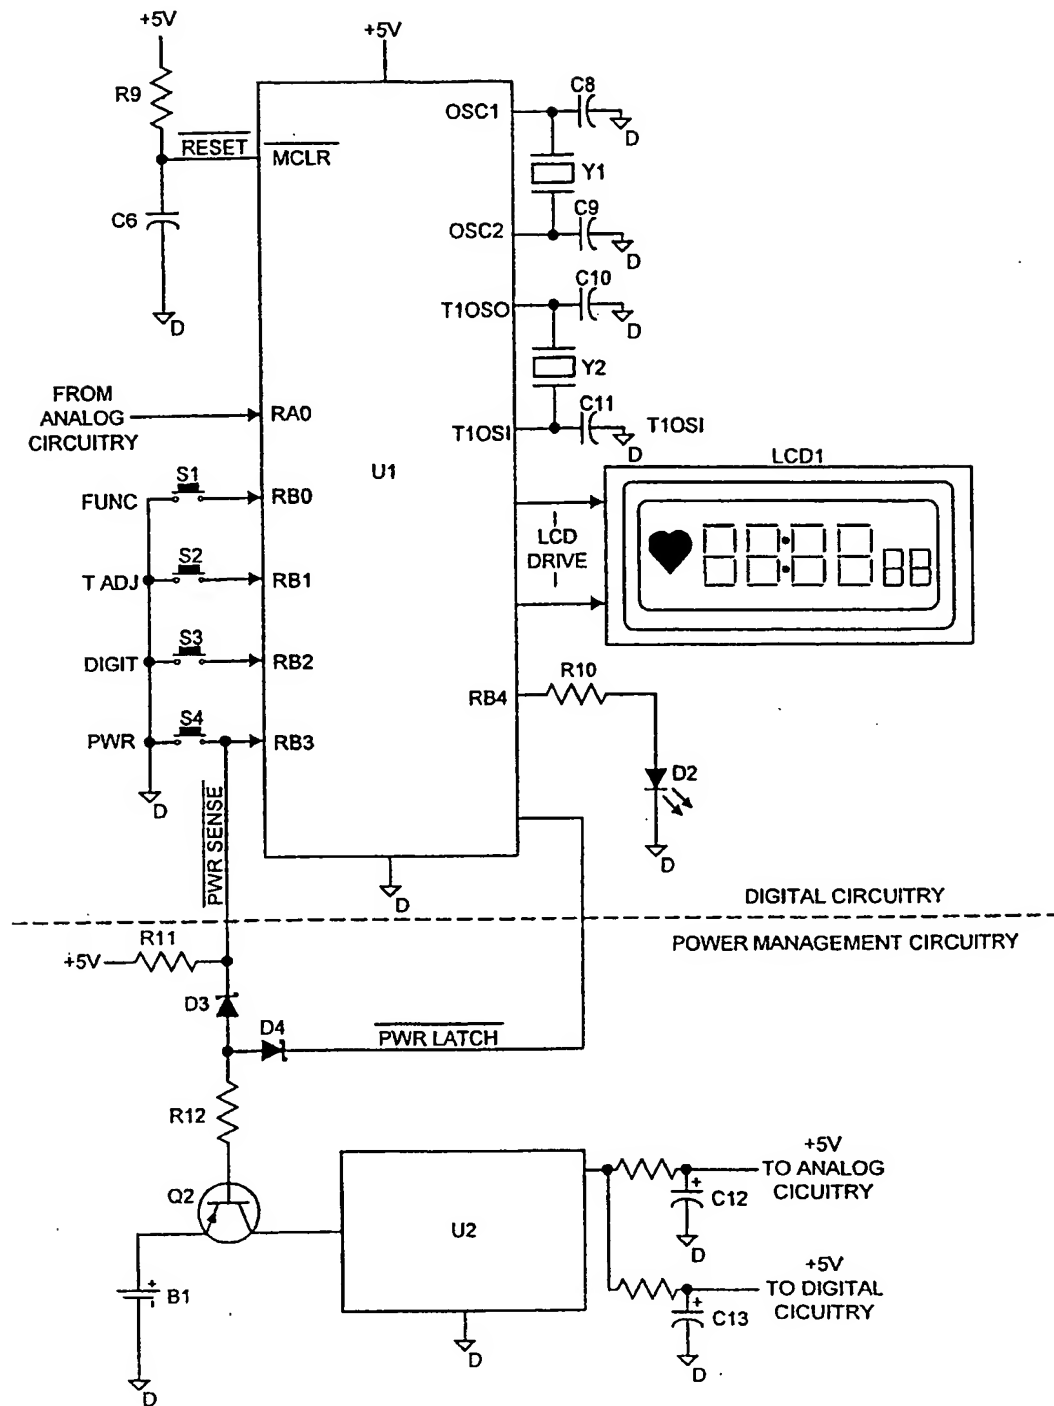 +5V
+5V
R9
RESET
MCLR
C6
D
OSC1
C8
D
Y1
OSC2
C9
D
T1OSO
C10
D
Y2
T1OSI
C11
D
T1OSI
FROM
ANALOG
CIRCUITRY
RA0
U1
LCD1
FUNC
S1
RB0
LCD
DRIVE
T ADJ
S2
RB1
DIGIT
S3
RB2
PWR
S4
RB3
D
RB4
R10
D2
D
PWR SENSE
D
DIGITAL CIRCUITRY
POWER MANAGEMENT CIRCUITRY
+5V
R11
D3
D4
PWR LATCH
R12
Q2
B1
D
U2
D
+5V
TO ANALOG
CICUITRY
+
C12
D
+5V
TO DIGITAL
CICUITRY
+
C13
D
+